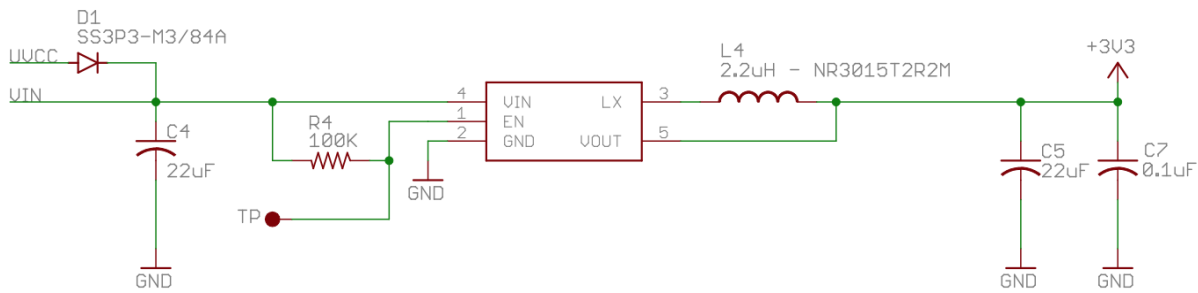 D1
SS3P3-M3/84A
UVCC
VIN
C4
22uF
GND
R4
100K
TP
4
1
2
GND
VIN
EN
GND
LX
VOUT
3
5
L4
2.2uH - NR3015T2R2M
+3V3
C5
22uF
GND
C7
0.1uF
GND